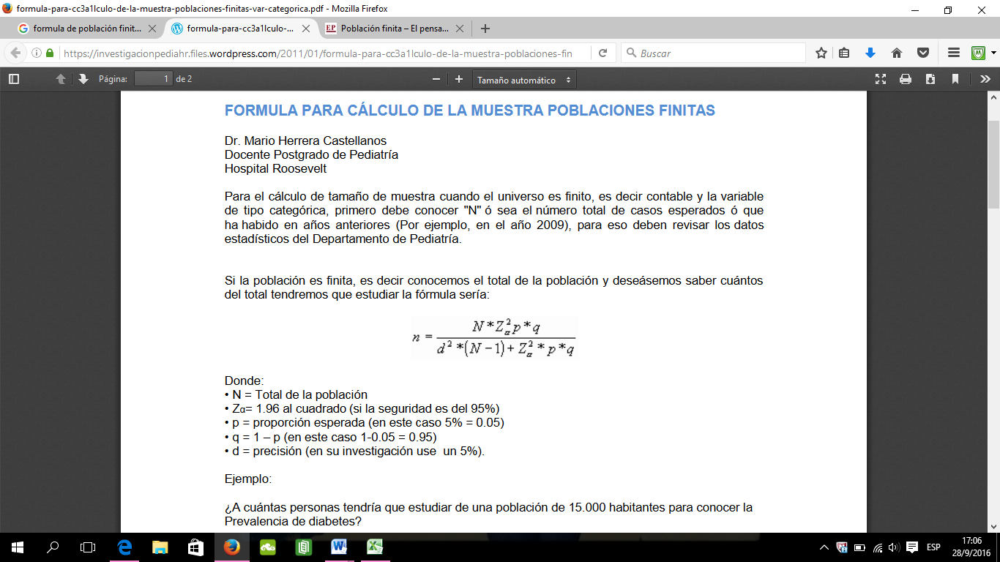 formula-para-cc3a1lculo-de-la-muestra-poblaciones-finitas-var-categorica.pdf - Mozilla Firefox
formula de población finit...
formula-para-cc3a1lculo-...
EP Población finita – El pensa...
https://investigacionpediahr.files.wordpress.com/2011/01/formula-para-cc3a1lculo-de-la-muestra-poblaciones-fin
Buscar
Página: 1 de 2
Tamaño automático
FORMULA PARA CÁLCULO DE LA MUESTRA POBLACIONES FINITAS
Dr. Mario Herrera Castellanos
Docente Postgrado de Pediatría
Hospital Roosevelt
Para el cálculo de tamaño de muestra cuando el universo es finito, es decir contable y la variable
de tipo categórica, primero debe conocer "N" ó sea el número total de casos esperados ó que
ha habido en años anteriores (Por ejemplo, en el año 2009), para eso deben revisar los datos
estadísticos del Departamento de Pediatría.
Si la población es finita, es decir conocemos el total de la población y deseásemos saber cuántos
del total tendremos que estudiar la fórmula sería:
n = N * Z²α p * q / d² * (N − 1) + Z²α * p * q
Donde:
• N = Total de la población
• Zα= 1.96 al cuadrado (si la seguridad es del 95%)
• p = proporción esperada (en este caso 5% = 0.05)
• q = 1 – p (en este caso 1-0.05 = 0.95)
• d = precisión (en su investigación use  un 5%).
Ejemplo:
¿A cuántas personas tendría que estudiar de una población de 15.000 habitantes para conocer la
Prevalencia de diabetes?
ESP
17:06
28/9/2016